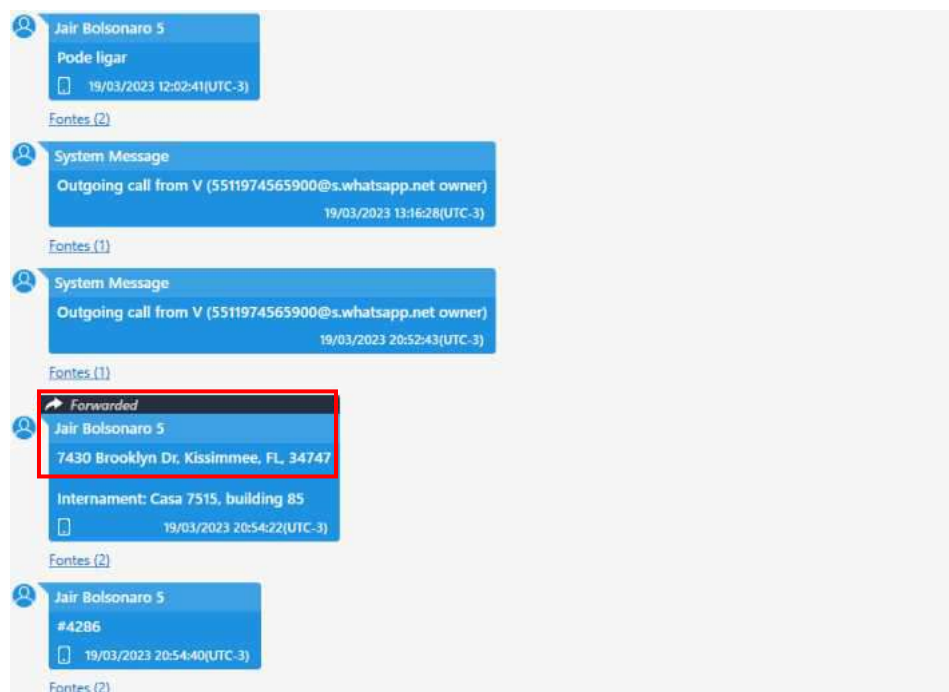 Jair Bolsonaro 5
Pode ligar
19/03/2023 12:02:41(UTC-3)
Fontes (2)
System Message
Outgoing call from V (5511974565900@s.whatsapp.net owner)
19/03/2023 13:16:28(UTC-3)
Fontes (1)
System Message
Outgoing call from V (5511974565900@s.whatsapp.net owner)
19/03/2023 20:52:43(UTC-3)
Fontes (1)
Forwarded
Jair Bolsonaro 5
7430 Brooklyn Dr, Kissimmee, FL, 34747
Internament: Casa 7515, building 85
19/03/2023 20:54:22(UTC-3)
Fontes (2)
Jair Bolsonaro 5
#4286
19/03/2023 20:54:40(UTC-3)
Fontes (2)